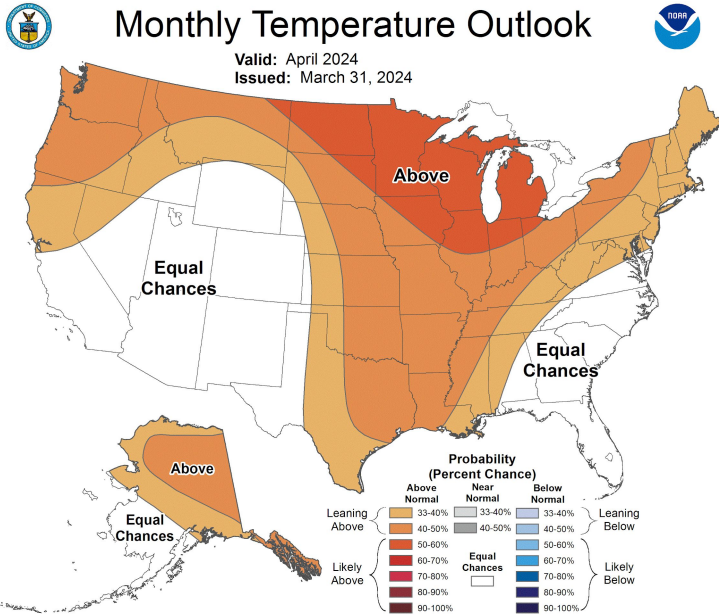 Monthly Temperature Outlook
Valid: April 2024
Issued: March 31, 2024
NOAA
Above
Equal
Chances
Equal
Chances
Above
Equal
Chances
Probability
(Percent Chance)
Above
Normal
Near
Normal
Below
Normal
Leaning
Above
33-40%
33-40%
33-40%
Leaning
Below
40-50%
40-50%
40-50%
Likely
Above
50-60%
50-60%
Likely
Below
60-70%
Equal
Chances
60-70%
70-80%
70-80%
80-90%
80-90%
90-100%
90-100%